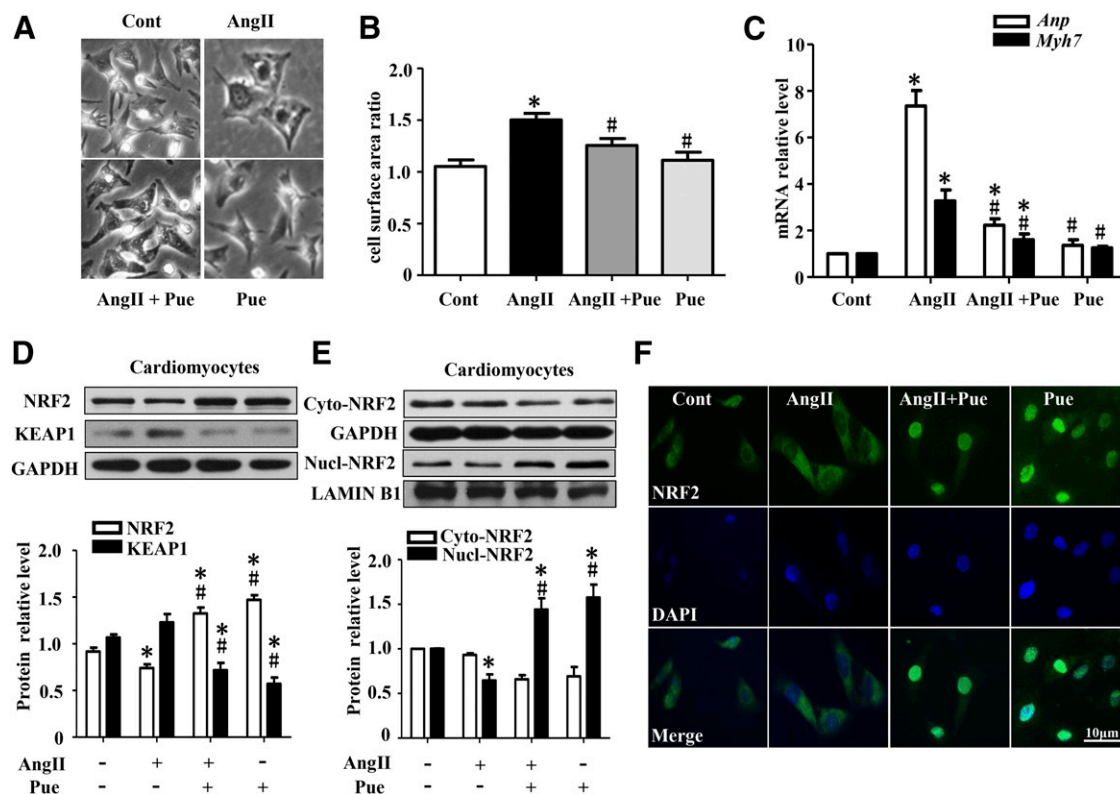 A
Cont AngII
AngII + Pue Pue
B
cell surface area ratio
2.0
1.5
1.0
0.5
0.0
* # #
Cont AngII AngII +Pue Pue
C
Anp
Myh7
mRNA relative level
8
6
4
2
0
* * * # * # # #
Cont AngII AngII +Pue Pue
D
Cardiomyocytes
NRF2
KEAP1
GAPDH
NRF2
KEAP1
Protein relative level
2.0
1.5
1.0
0.5
0
* * # * # * # * #
AngII - + + -
Pue - - + +
E
Cardiomyocytes
Cyto-NRF2
GAPDH
Nucl-NRF2
LAMIN B1
Cyto-NRF2
Nucl-NRF2
Protein relative level
2.0
1.5
1.0
0.5
0.0
* * # * #
AngII - + + -
Pue - - + +
F
Cont AngII AngII+Pue Pue
NRF2
DAPI
Merge
10μm